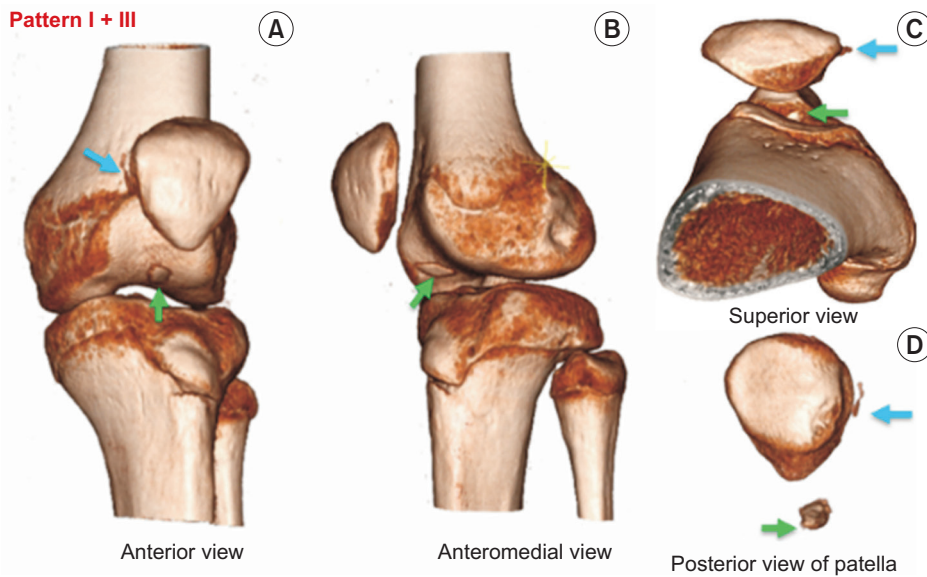 Pattern I + III
A
B
C
Superior view
D
Anterior view
Anteromedial view
Posterior view of patella